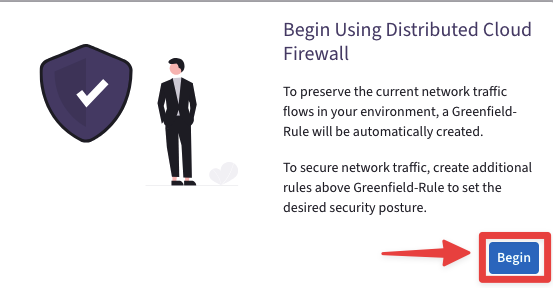 Begin Using Distributed Cloud
Firewall
To preserve the current network traffic
flows in your environment, a Greenfield-
Rule will be automatically created.
To secure network traffic, create additional
rules above Greenfield-Rule to set the
desired security posture.
Begin